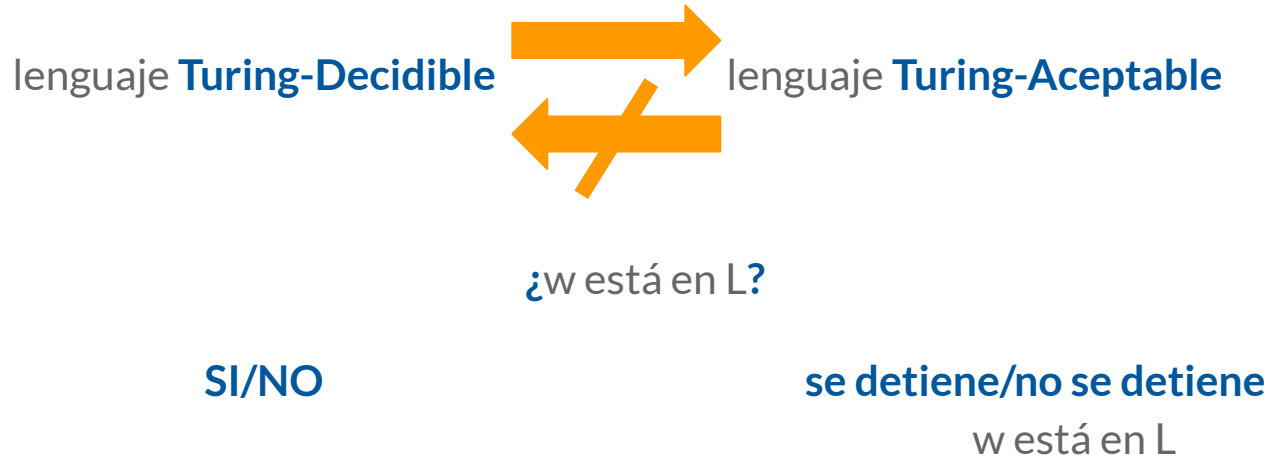 lenguaje Turing-Decidible
lenguaje Turing-Aceptable
¿w está en L?
SI/NO
se detiene/no se detiene
w está en L